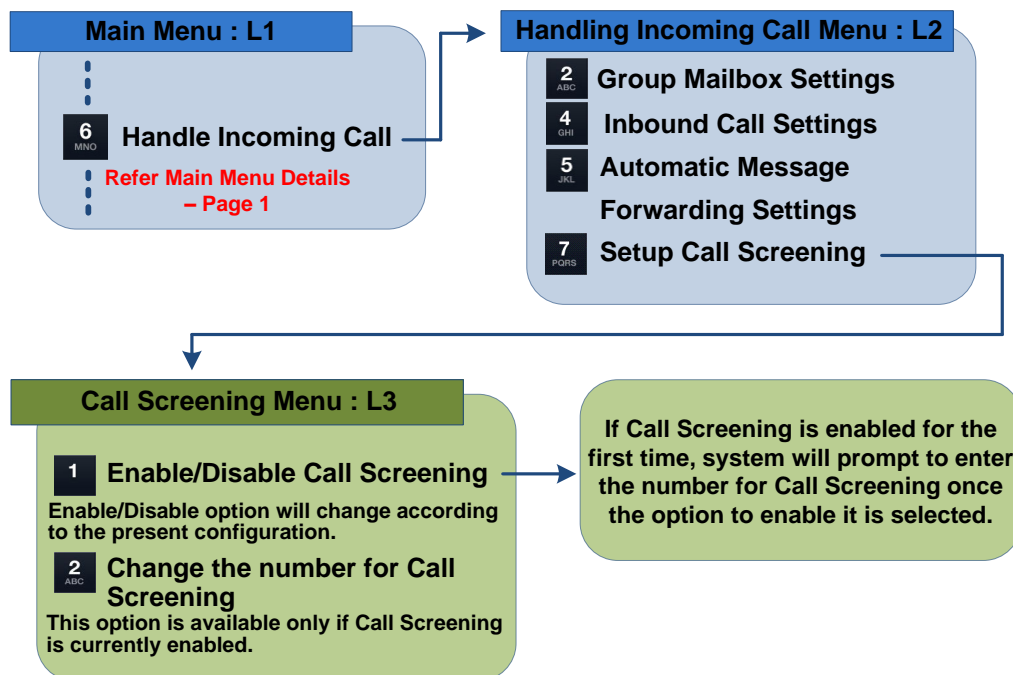 Main Menu : L1
6
MNO
Handle Incoming Call
Refer Main Menu Details
– Page 1
Handling Incoming Call Menu : L2
2
ABC
Group Mailbox Settings
4
GHI
Inbound Call Settings
5
JKL
Automatic Message
Forwarding Settings
7
PQRS
Setup Call Screening
Call Screening Menu : L3
1
Enable/Disable Call Screening
Enable/Disable option will change according
to the present configuration.
2
ABC
Change the number for Call
Screening
This option is available only if Call Screening
is currently enabled.
If Call Screening is enabled for the
first time, system will prompt to enter
the number for Call Screening once
the option to enable it is selected.